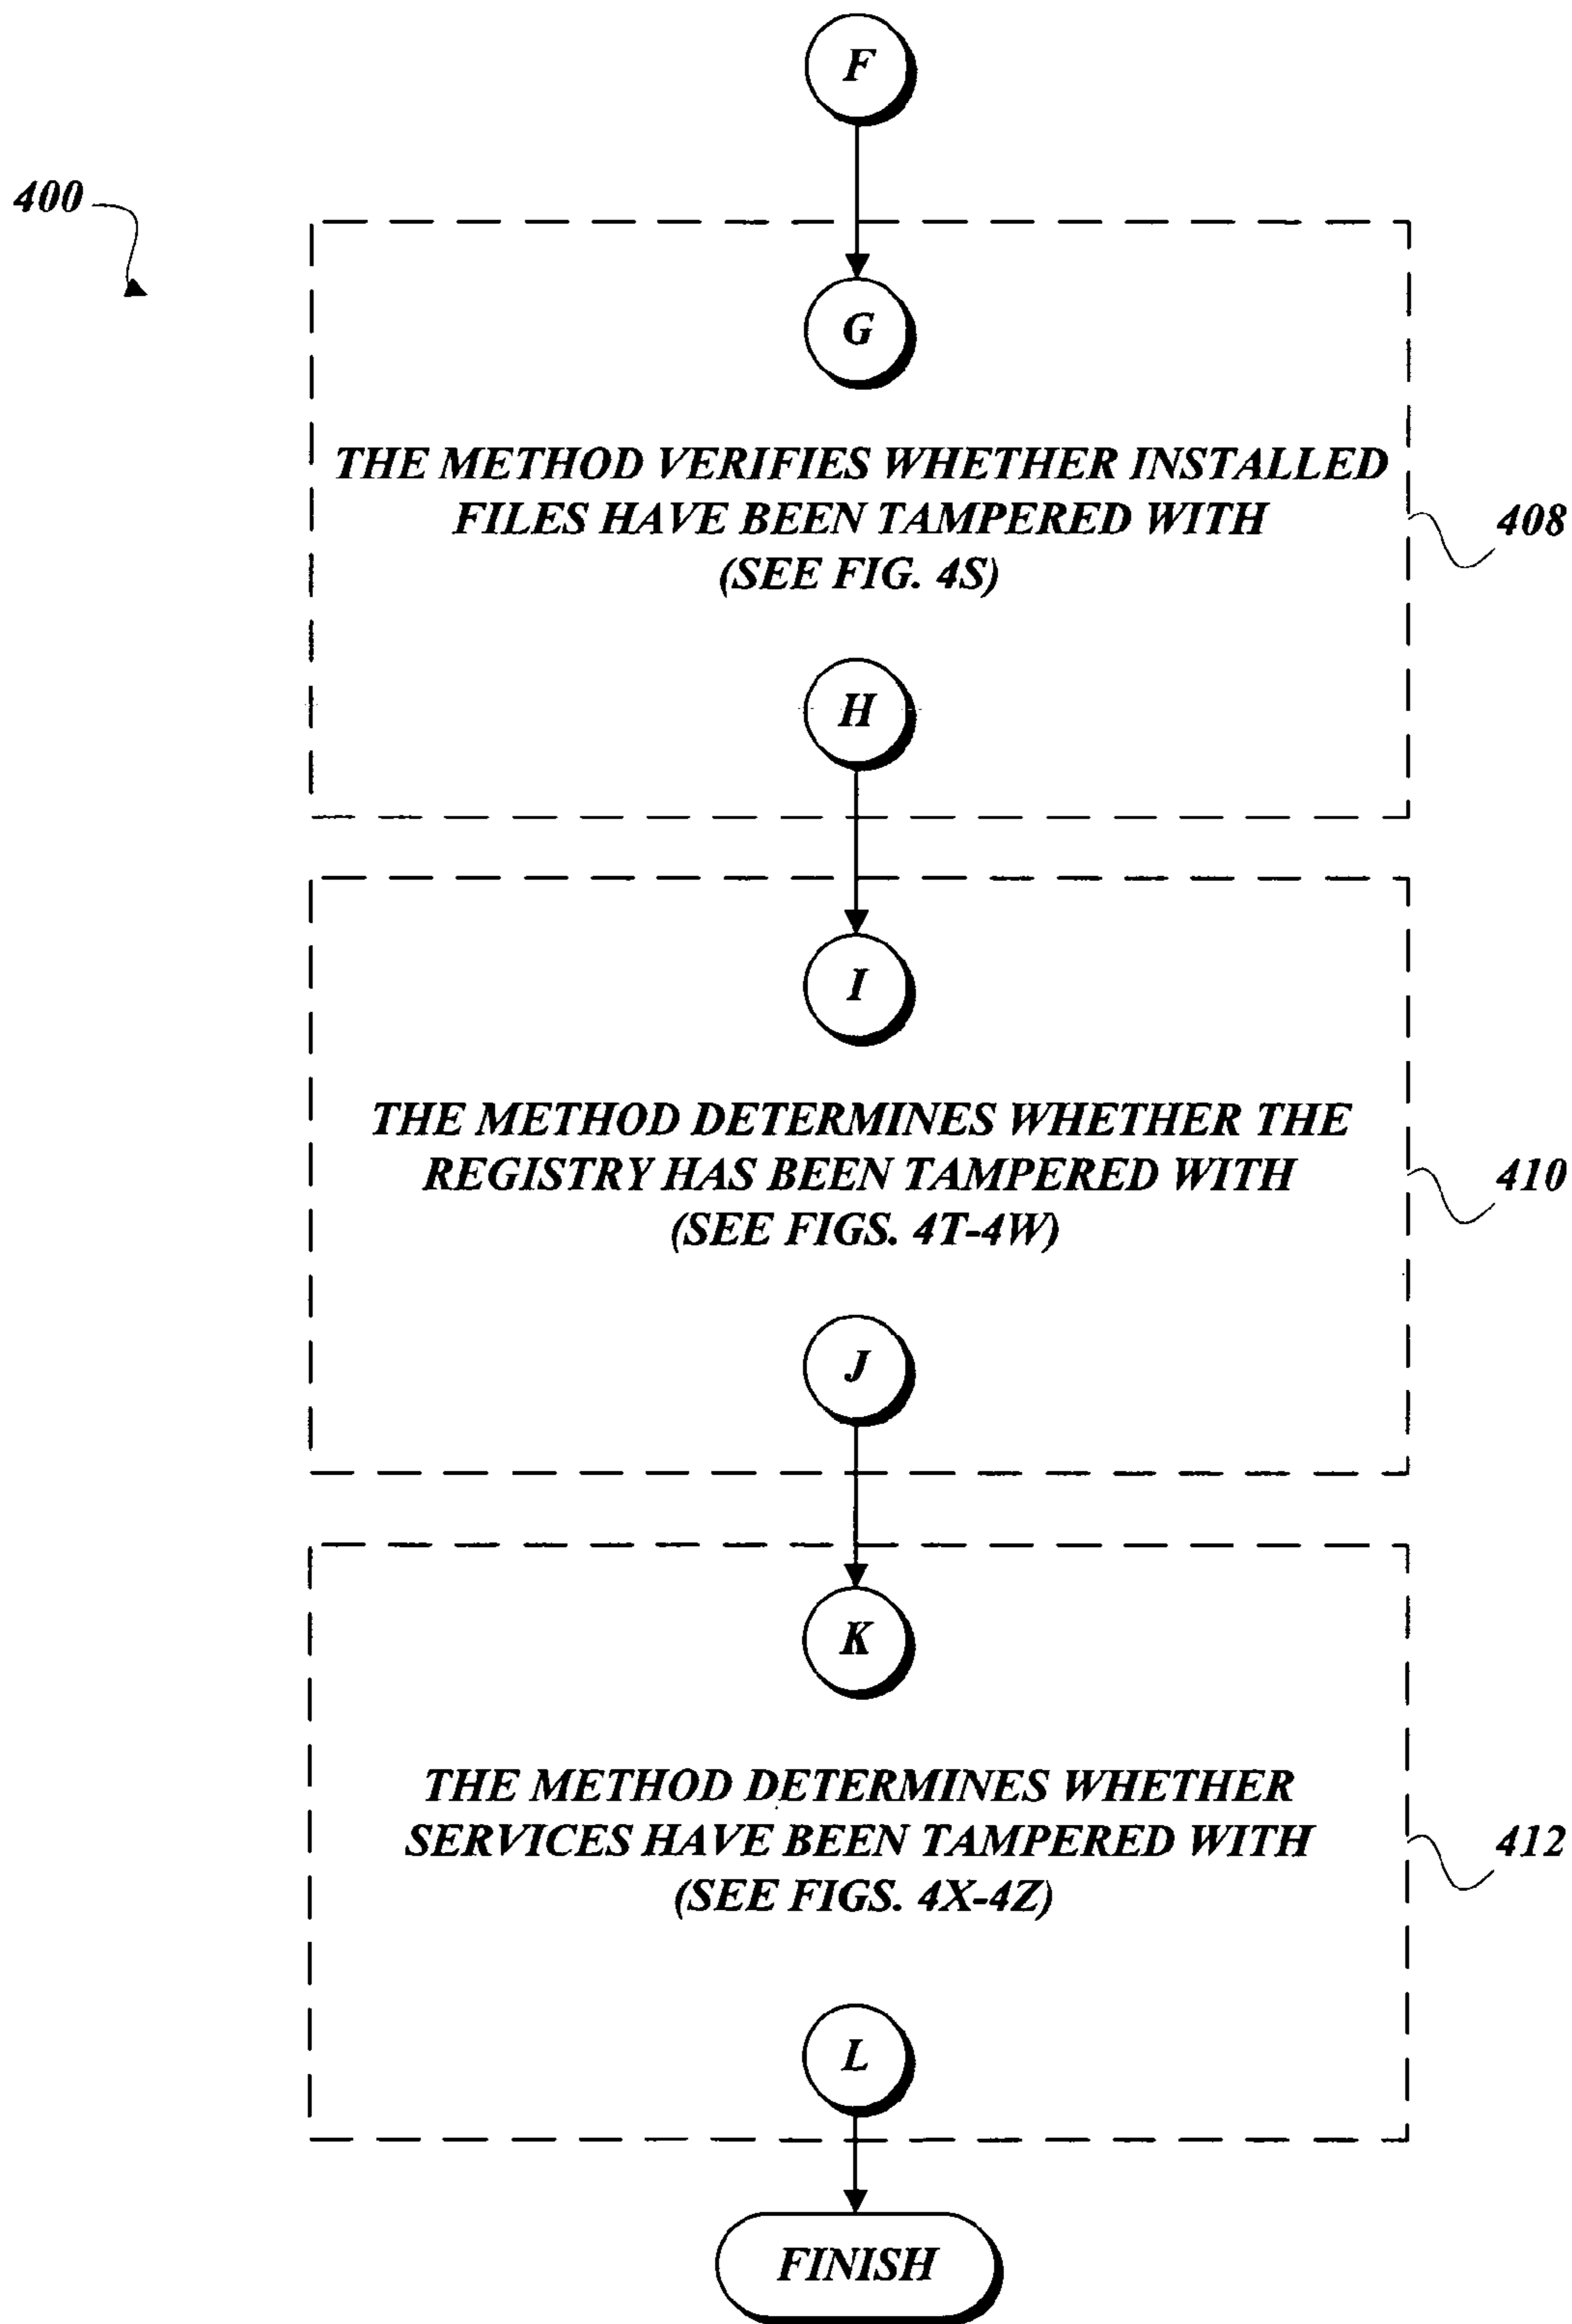 F
400
G
THE METHOD VERIFIES WHETHER INSTALLED
FILES HAVE BEEN TAMPERED WITH
(SEE FIG. 4S)
408
H
I
THE METHOD DETERMINES WHETHER THE
REGISTRY HAS BEEN TAMPERED WITH
(SEE FIGS. 4T-4W)
410
J
K
THE METHOD DETERMINES WHETHER
SERVICES HAVE BEEN TAMPERED WITH
(SEE FIGS. 4X-4Z)
412
L
FINISH